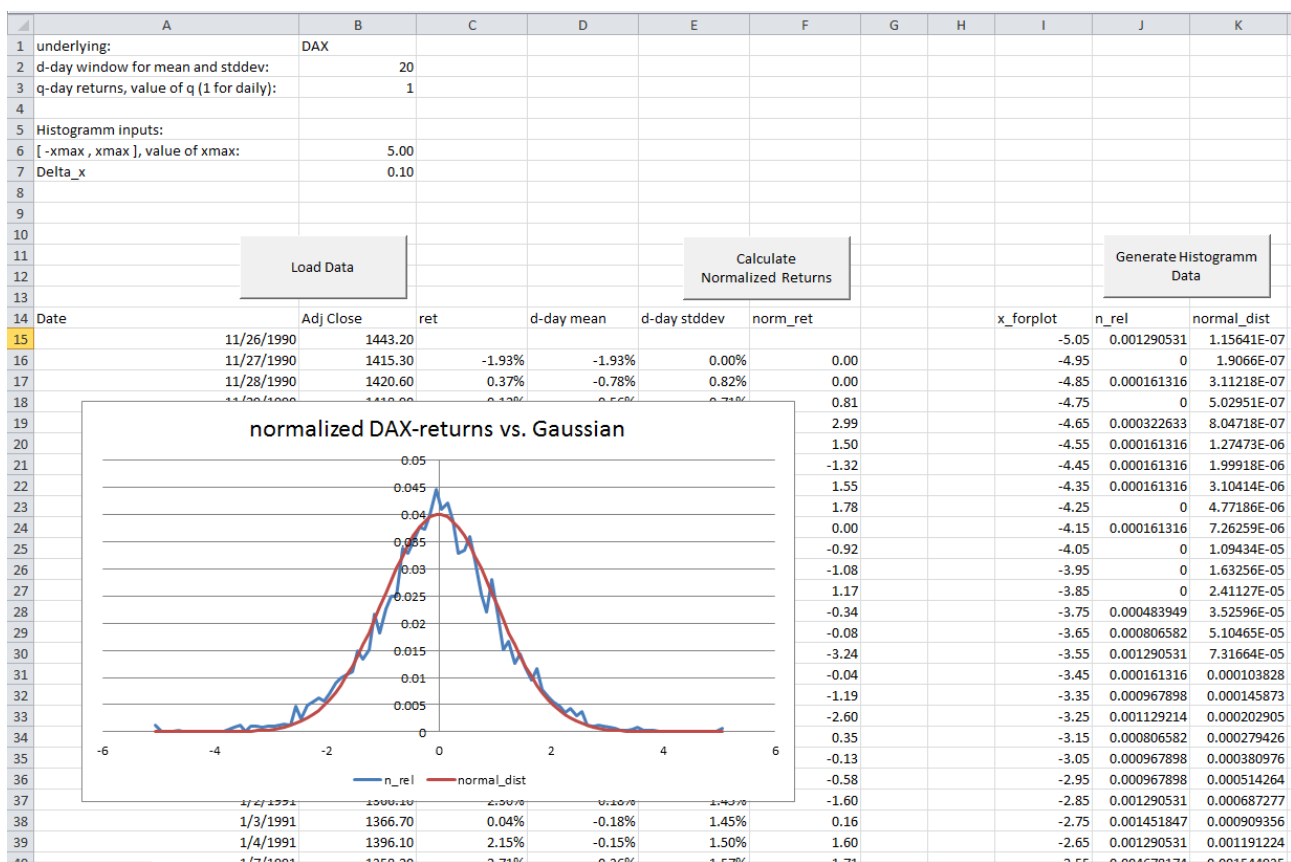 A B C D E F G H I J K
1 underlying: DAX
2 d-day window for mean and stddev: 20
3 q-day returns, value of q (1 for daily): 1
4
5 Histogramm inputs:
6 [ -xmax , xmax ], value of xmax: 5.00
7 Delta_x 0.10
8
9
10
11
12
13
Load Data
Calculate
Normalized Returns
Generate Histogramm
Data
14 Date Adj Close ret d-day mean d-day stddev norm_ret x_forplot n_rel normal_dist
15 11/26/1990 1443.20 -5.05 0.001290531 1.15641E-07
16 11/27/1990 1415.30 -1.93% -1.93% 0.00% 0.00 -4.95 0 1.9066E-07
17 11/28/1990 1420.60 0.37% -0.78% 0.82% 0.00 -4.85 0.000161316 3.11218E-07
18 0.81 -4.75 0 5.02951E-07
19 2.99 -4.65 0.000322633 8.04718E-07
20 1.50 -4.55 0.000161316 1.27473E-06
21 -1.32 -4.45 0.000161316 1.99918E-06
22 1.55 -4.35 0.000161316 3.10414E-06
23 1.78 -4.25 0 4.77186E-06
24 0.00 -4.15 0.000161316 7.26259E-06
25 -0.92 -4.05 0 1.09434E-05
26 -1.08 -3.95 0 1.63256E-05
27 1.17 -3.85 0 2.41127E-05
28 -0.34 -3.75 0.000483949 3.52596E-05
29 -0.08 -3.65 0.000806582 5.10465E-05
30 -3.24 -3.55 0.001290531 7.31664E-05
31 -0.04 -3.45 0.000161316 0.000103828
32 -1.19 -3.35 0.000967898 0.000145873
33 -2.60 -3.25 0.001129214 0.000202905
34 0.35 -3.15 0.000806582 0.000279426
35 -0.13 -3.05 0.000967898 0.000380976
36 -0.58 -2.95 0.000967898 0.000514264
37 -1.60 -2.85 0.001290531 0.000687277
38 1/3/1991 1366.70 0.04% -0.18% 1.45% 0.16 -2.75 0.001451847 0.000909356
39 1/4/1991 1396.10 2.15% -0.15% 1.50% 1.60 -2.65 0.001291224 0.001191224
normalized DAX-returns vs. Gaussian
0.05
0.045
0.04
0.035
0.03
0.025
0.02
0.015
0.01
0.005
0
-6 -4 -2 0 2 4 6
n_rel normal_dist